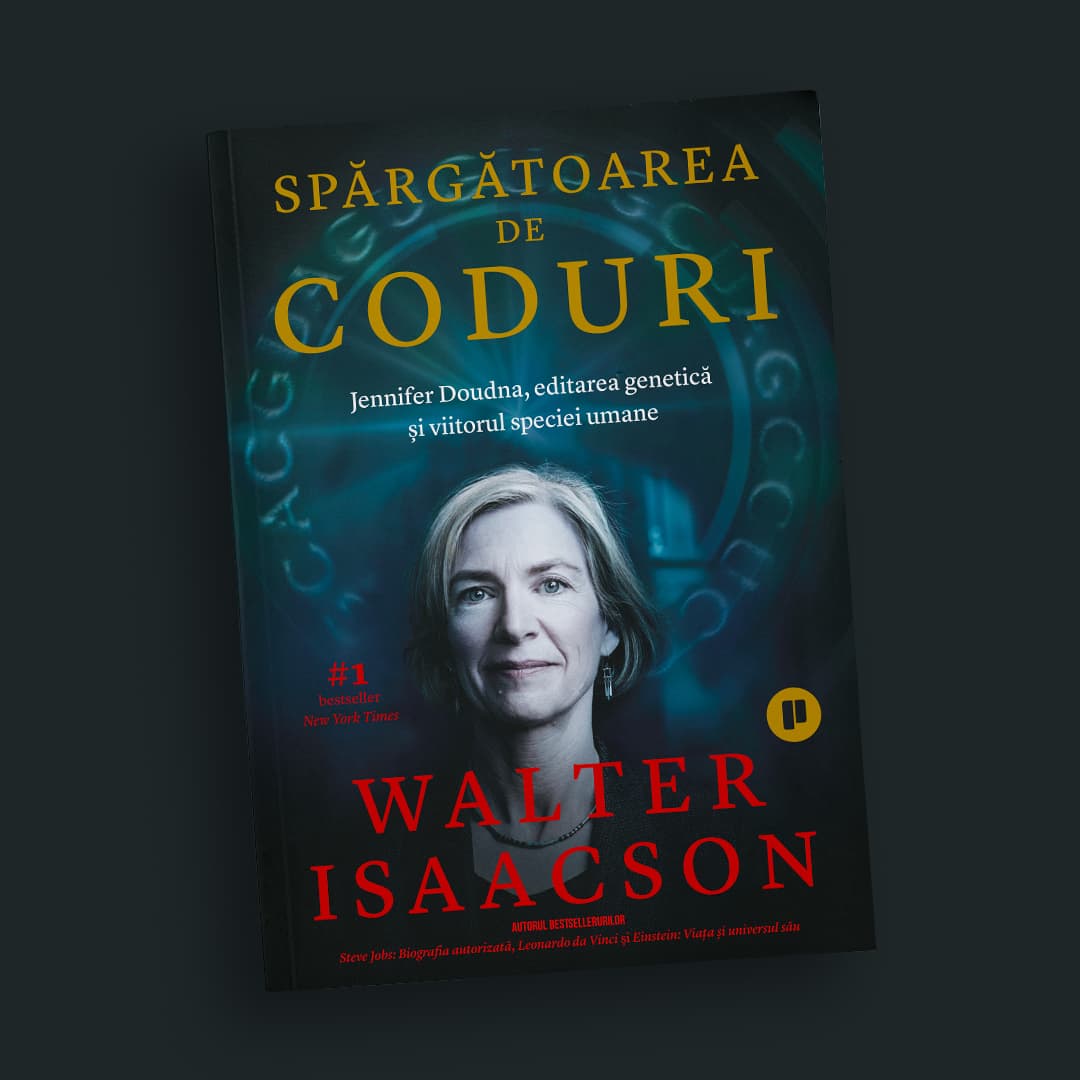 SPĂRGĂTOAREA
DE
CODURI
Jennifer Doudna, editarea genetică
și viitorul speciei umane
#1
bestseller
New York Times
WALTER
ISAACSON
AUTORUL BESTSELLERURILOR
Steve Jobs: Biografia autorizată, Leonardo da Vinci și Einstein: Viața și universul său